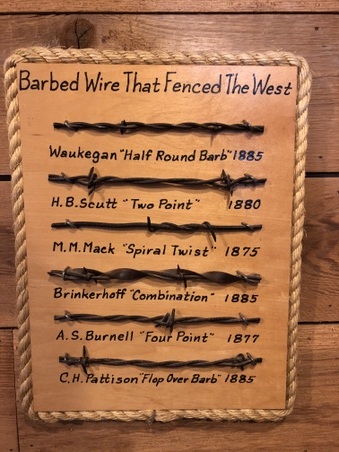 Barbed Wire That Fenced The West
Waukegan "Half Round Barb" 1885
H.B. Scutt "Two Point" 1880
M.M. Mack "Spiral Twist" 1875
Brinkerhoff "Combination" 1885
A.S. Burnell "Four Point" 1877
C.H. Pattison "Flop Over Barb" 1885